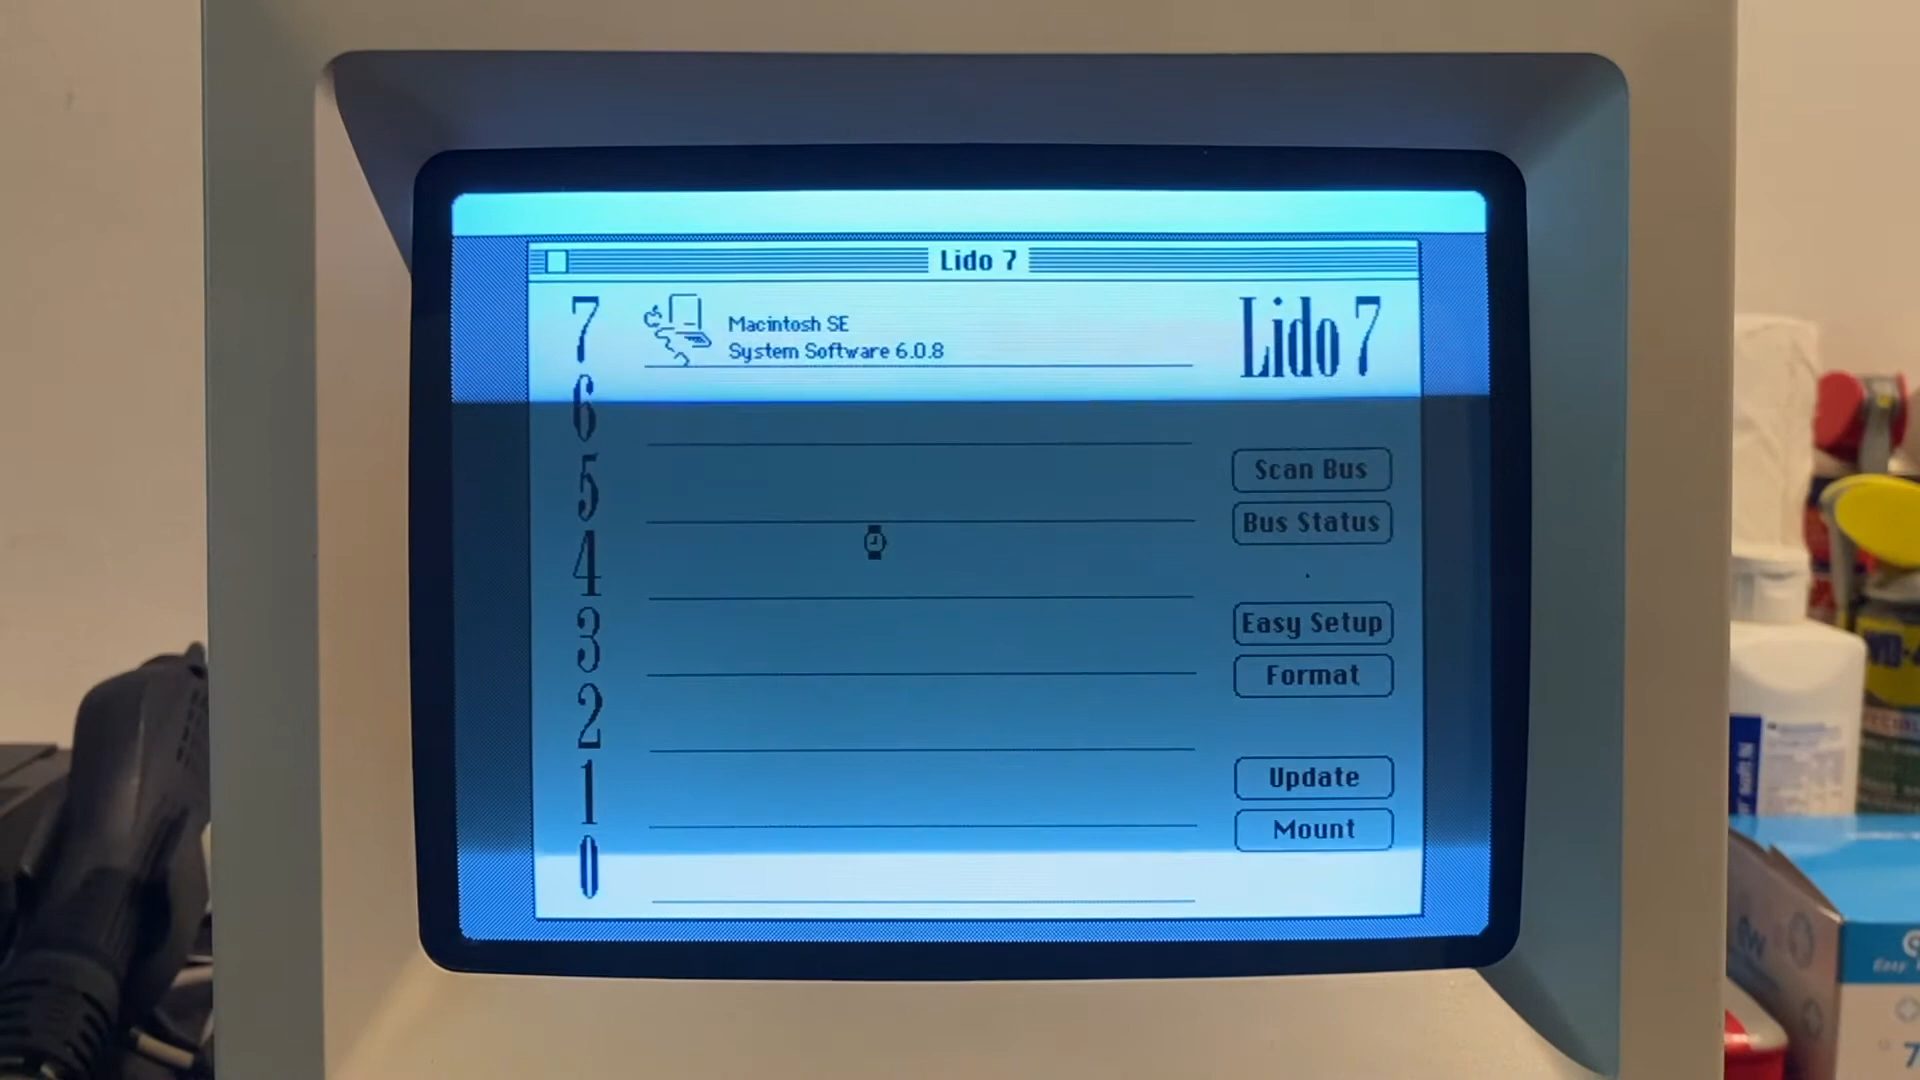 Lido 7
7
Macintosh SE
System Software 6.0.8
Lido 7
6
5
Scan Bus
Bus Status
4
3
Easy Setup
Format
2
1
Update
Mount
0